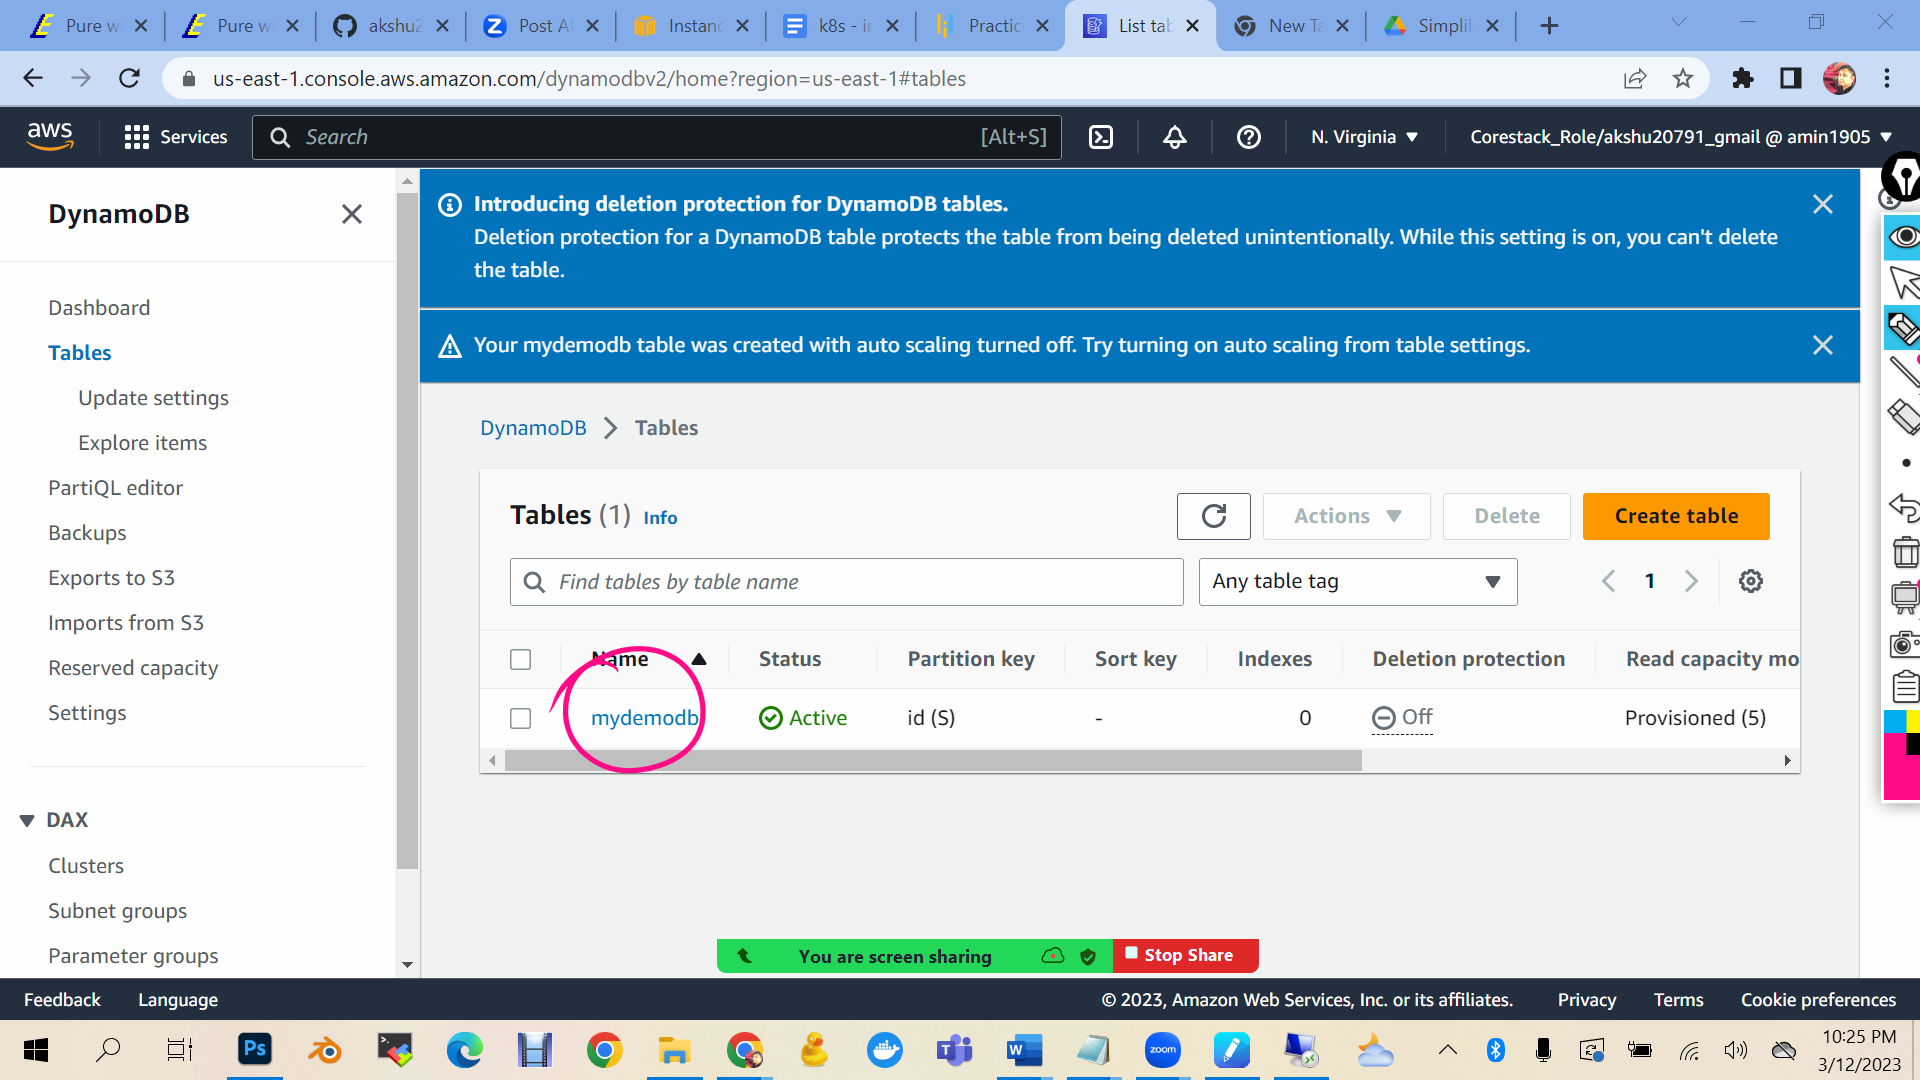 Pure w
Pure w
akshu2
Post At
Instanc
k8s - in
Practic
List tab
New Ta
Simplil
us-east-1.console.aws.amazon.com/dynamodbv2/home?region=us-east-1#tables
aws
Services
Search
[Alt+S]
N. Virginia
Corestack_Role/akshu20791_gmail @ amin1905
DynamoDB
Dashboard
Tables
Update settings
Explore items
PartiQL editor
Backups
Exports to S3
Imports from S3
Reserved capacity
Settings
DAX
Clusters
Subnet groups
Parameter groups
Introducing deletion protection for DynamoDB tables.
Deletion protection for a DynamoDB table protects the table from being deleted unintentionally. While this setting is on, you can't delete
the table.
Your mydemodb table was created with auto scaling turned off. Try turning on auto scaling from table settings.
DynamoDB
Tables
Tables (1) Info
Actions
Delete
Create table
Find tables by table name
Any table tag
1
Name
Status
Partition key
Sort key
Indexes
Deletion protection
Read capacity mo
mydemodb
Active
id (S)
-
0
Off
Provisioned (5)
You are screen sharing
Stop Share
Feedback
Language
© 2023, Amazon Web Services, Inc. or its affiliates.
Privacy
Terms
Cookie preferences
Ps
T
W
zoom
10:25 PM
3/12/2023